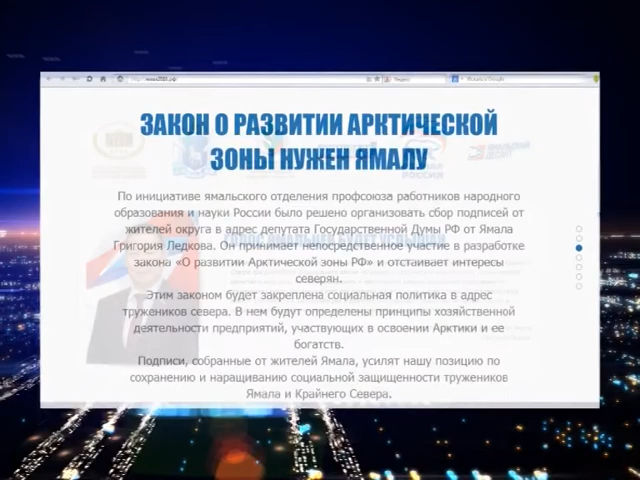 ЗАКОН О РАЗВИТИИ АРКТИЧЕСКОЙ
ЗОНЫ НУЖЕН ЯМАЛУ
По инициативе ямальского отделения профсоюза работников народного
образования и науки России было решено организовать сбор подписей от
жителей округа в адрес депутата Государственной Думы РФ от Ямала
Григория Ледкова. Он принимает непосредственное участие в разработке
закона «О развитии Арктической зоны РФ» и отстаивает интересы
северян.
Этим законом будет закреплена социальная политика в адрес
тружеников севера. В нем будут определены принципы хозяйственной
деятельности предприятий, участвующих в освоении Арктики и ее
богатств.
Подписи, собранные от жителей Ямала, усилят нашу позицию по
сохранению и наращиванию социальной защищенности тружеников
Ямала и Крайнего Севера.